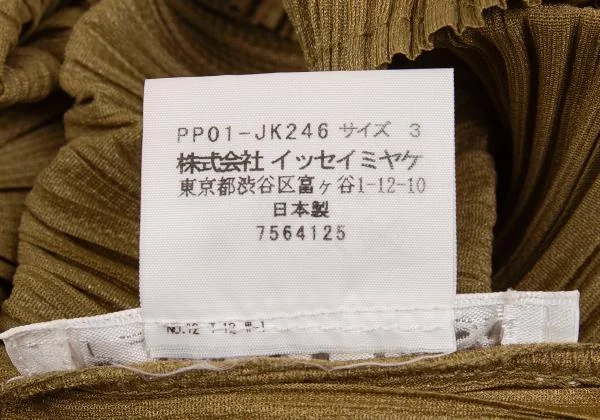 PP01-JK246 サイズ 3
株式会社 イッセイミヤケ
東京都渋谷区富ヶ谷1-12-10
日本製
7564125